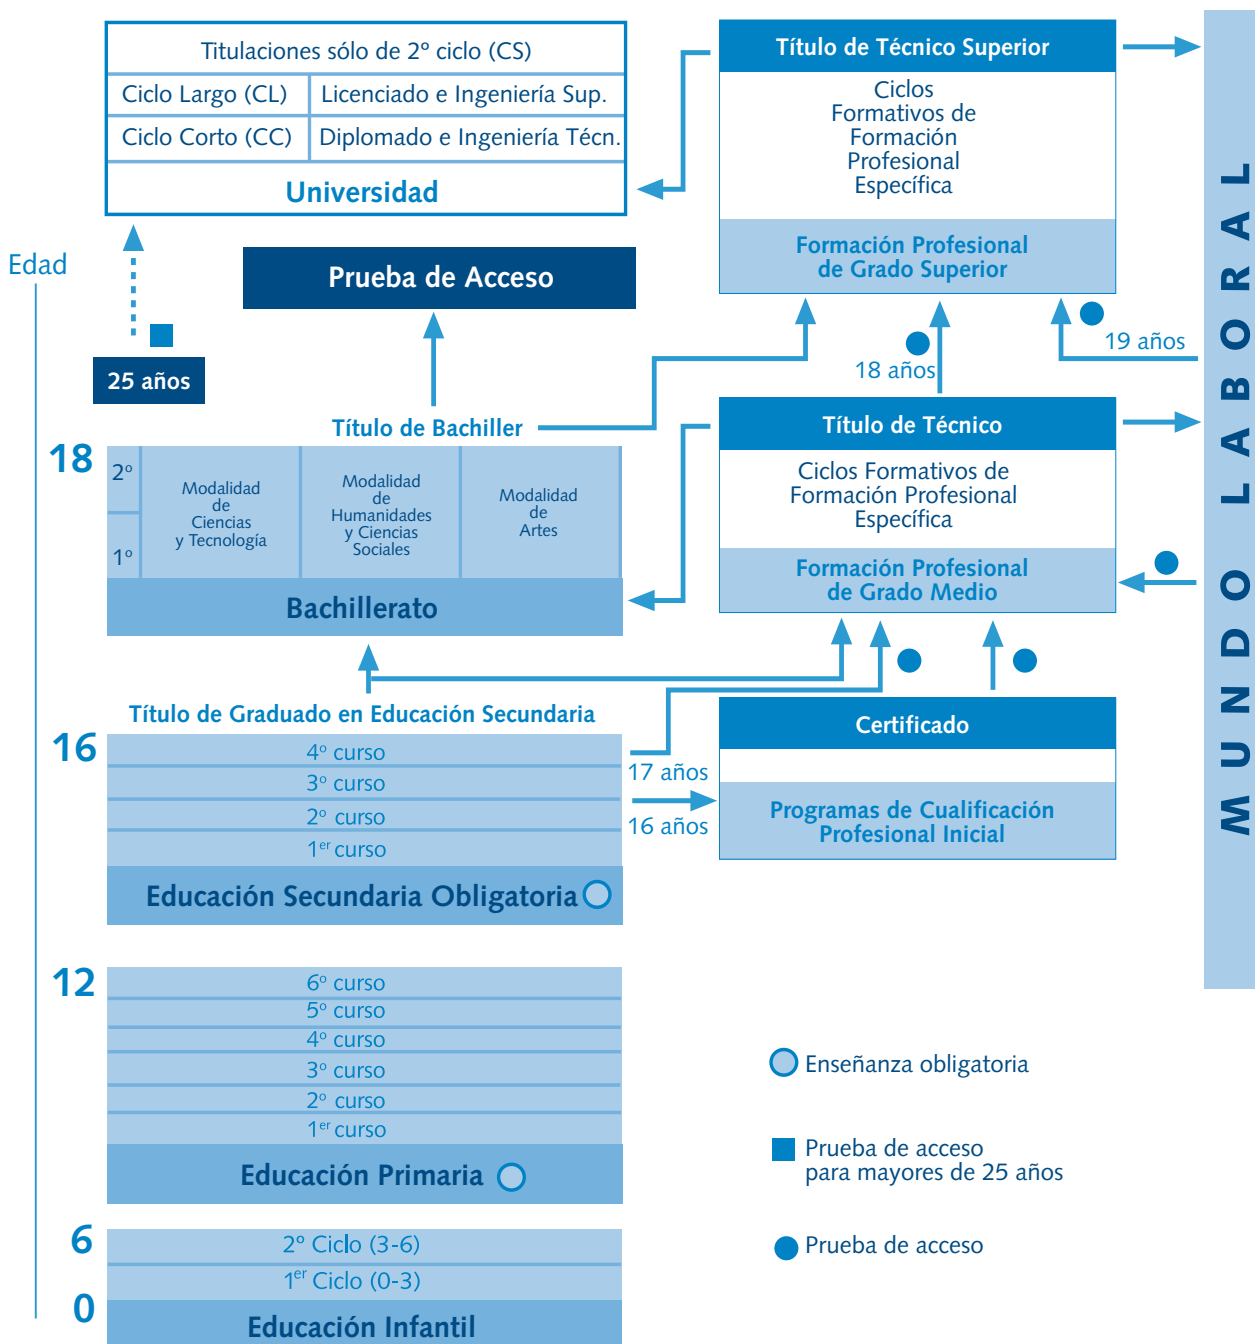 Titulaciones sólo de 2º ciclo (CS)
Ciclo Largo (CL)
Licenciado e Ingeniería Sup.
Ciclo Corto (CC)
Diplomado e Ingeniería Técn.
Universidad
Título de Técnico Superior
Ciclos
Formativos de
Formación
Profesional
Específica
Formación Profesional
de Grado Superior
Edad
Prueba de Acceso
25 años
18 años
19 años
Título de Bachiller
18
2º
1º
Modalidad
de
Ciencias
y Tecnología
Modalidad
de
Humanidades
y Ciencias
Sociales
Modalidad
de
Artes
Bachillerato
Título de Técnico
Ciclos Formativos de
Formación Profesional
Específica
Formación Profesional
de Grado Medio
MUNDO LABORAL
Título de Graduado en Educación Secundaria
16
4º curso
3º curso
2º curso
1er curso
Educación Secundaria Obligatoria
17 años
16 años
Certificado
Programas de Cualificación
Profesional Inicial
12
6º curso
5º curso
4º curso
3º curso
2º curso
1er curso
Educación Primaria
6
2º Ciclo (3-6)
1er Ciclo (0-3)
0
Educación Infantil
Enseñanza obligatoria
Prueba de acceso
para mayores de 25 años
Prueba de acceso